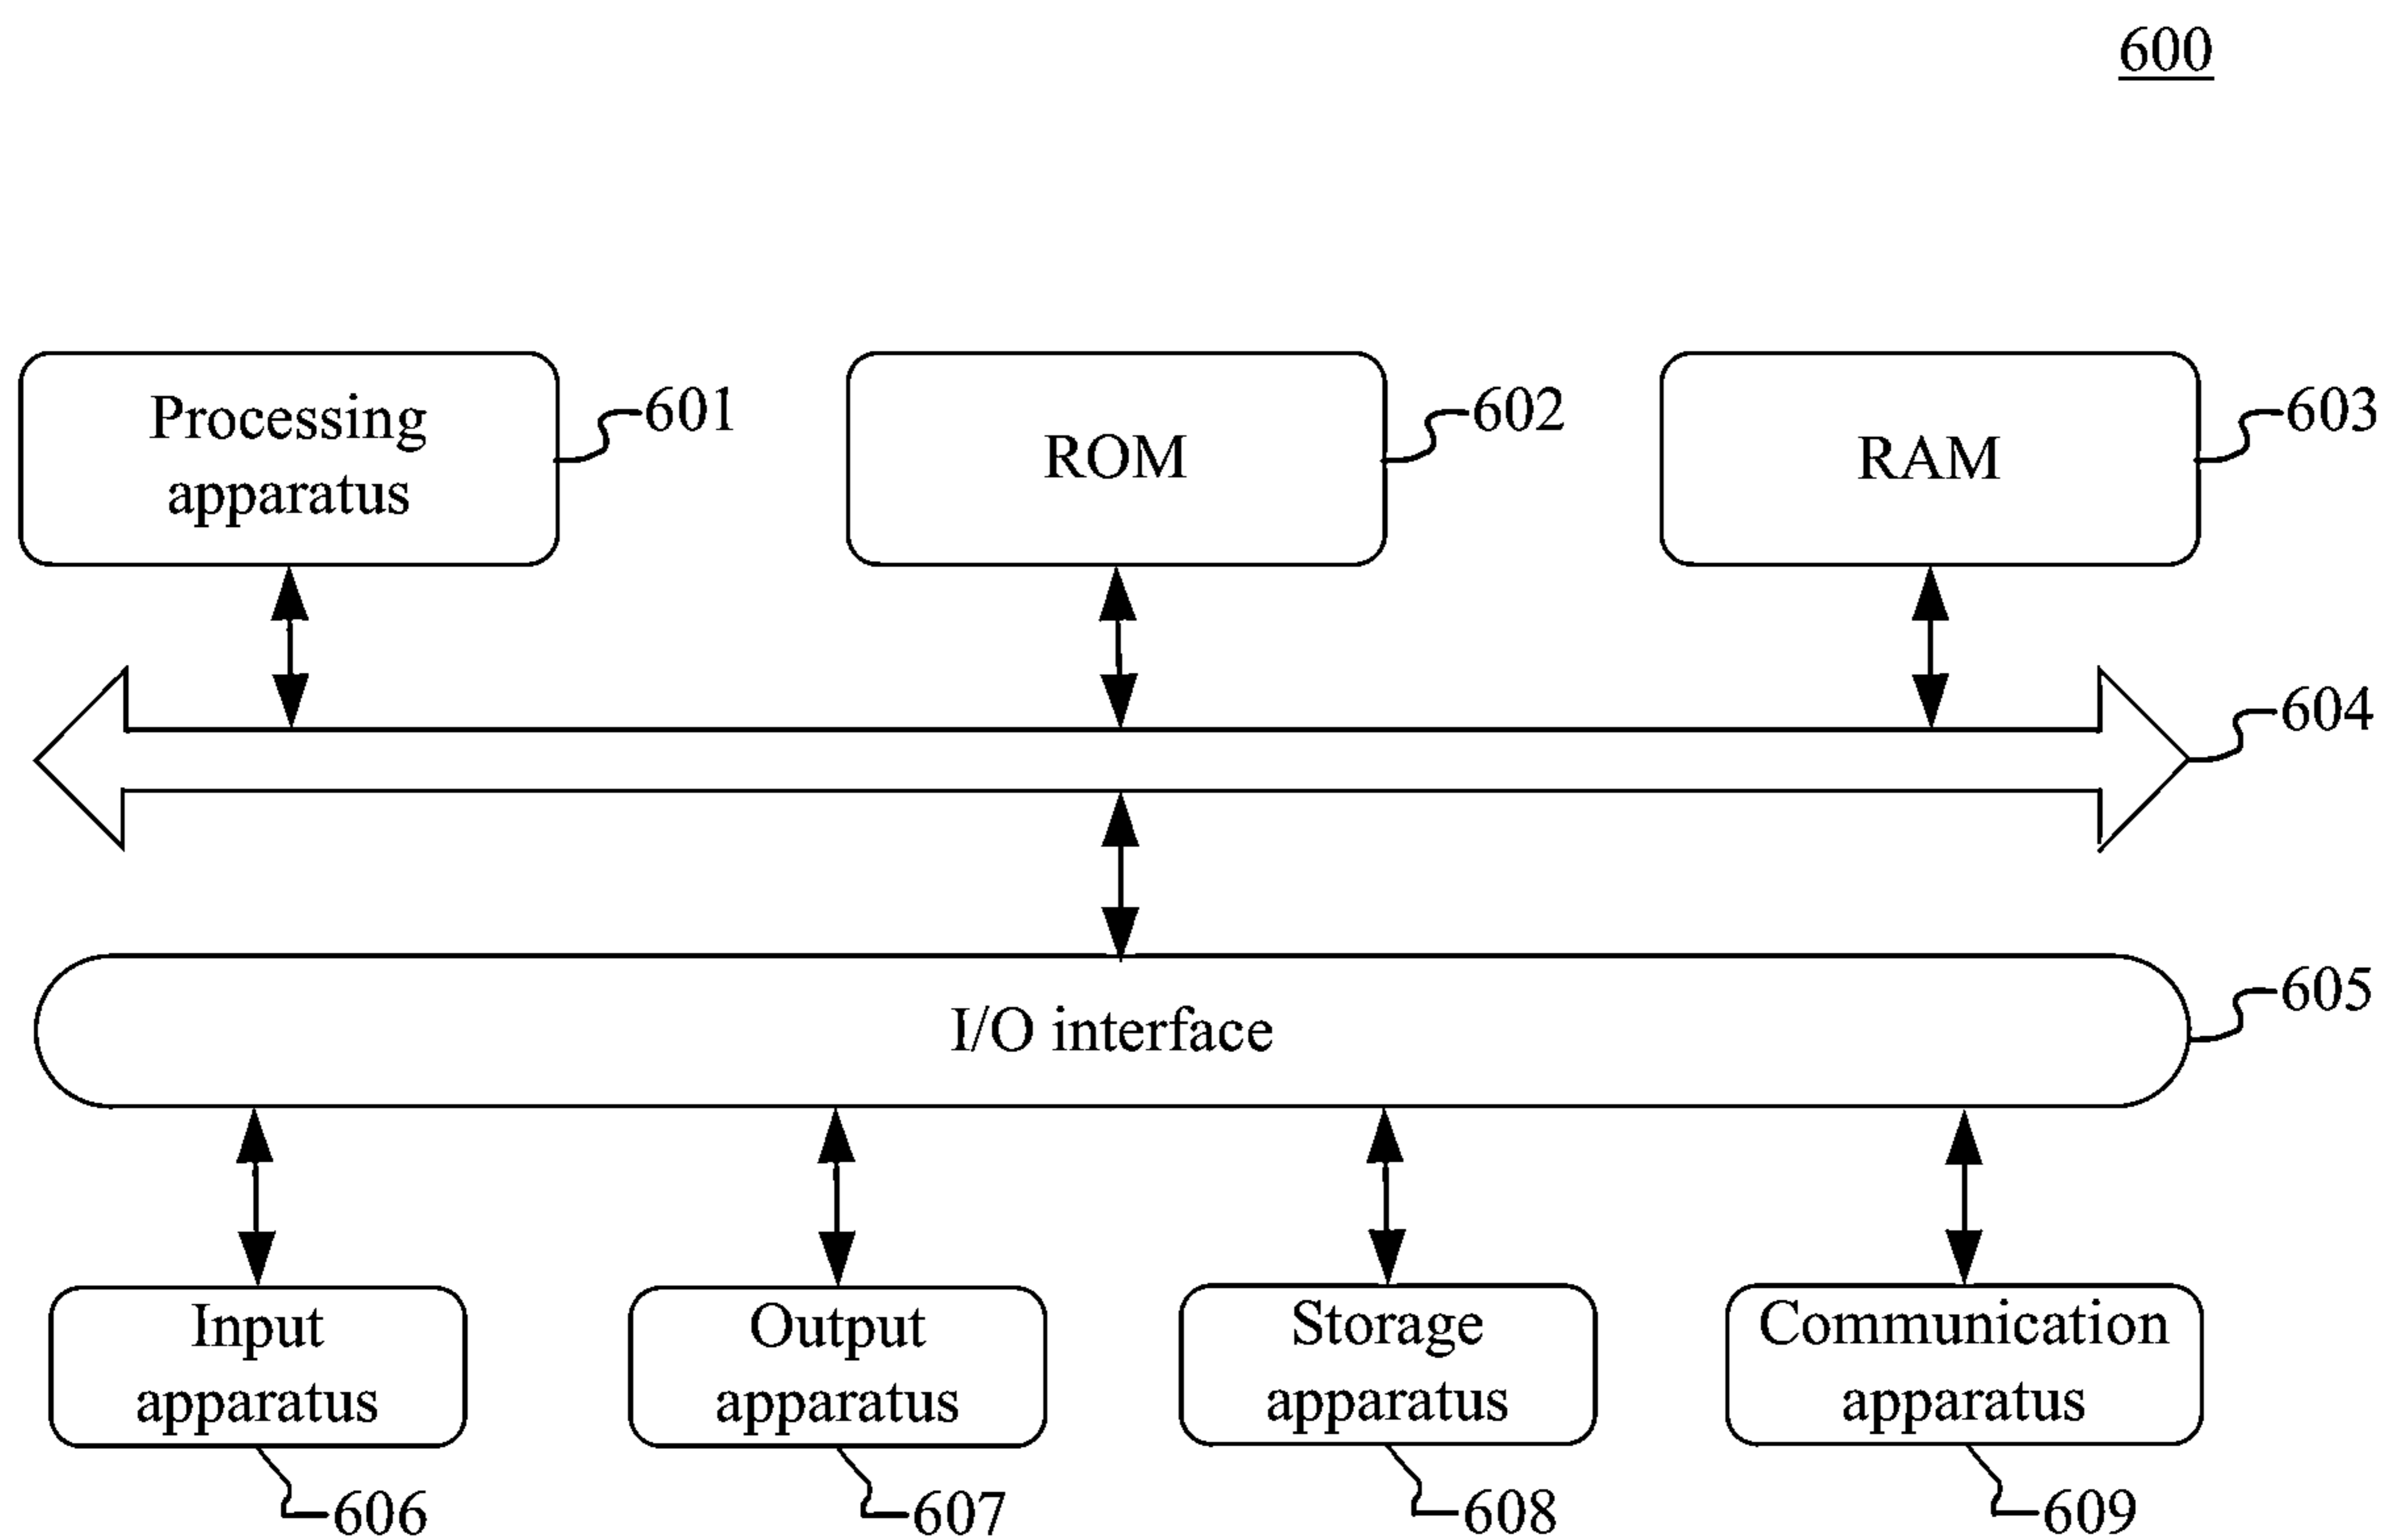 600
Processing
apparatus
601
ROM
602
RAM
603
604
I/O interface
605
Input
apparatus
Output
apparatus
Storage
apparatus
Communication
apparatus
606
607
608
609